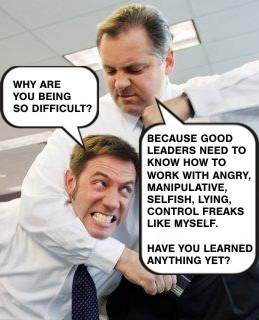 WHY ARE
YOU BEING
SO DIFFICULT?
BECAUSE GOOD
LEADERS NEED TO
KNOW HOW TO
WORK WITH ANGRY,
MANIPULATIVE,
SELFISH, LYING,
CONTROL FREAKS
LIKE MYSELF.
HAVE YOU LEARNED
ANYTHING YET?